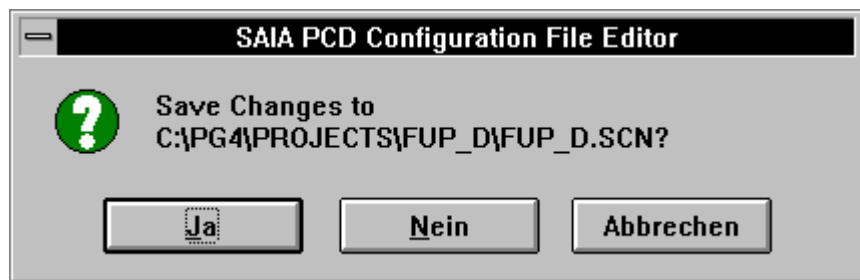 SAIA PCD Configuration File Editor
Save Changes to
C:\PG4\PROJECTS\FUP_D\FUP_D.SCN?
Ja Nein Abbrechen